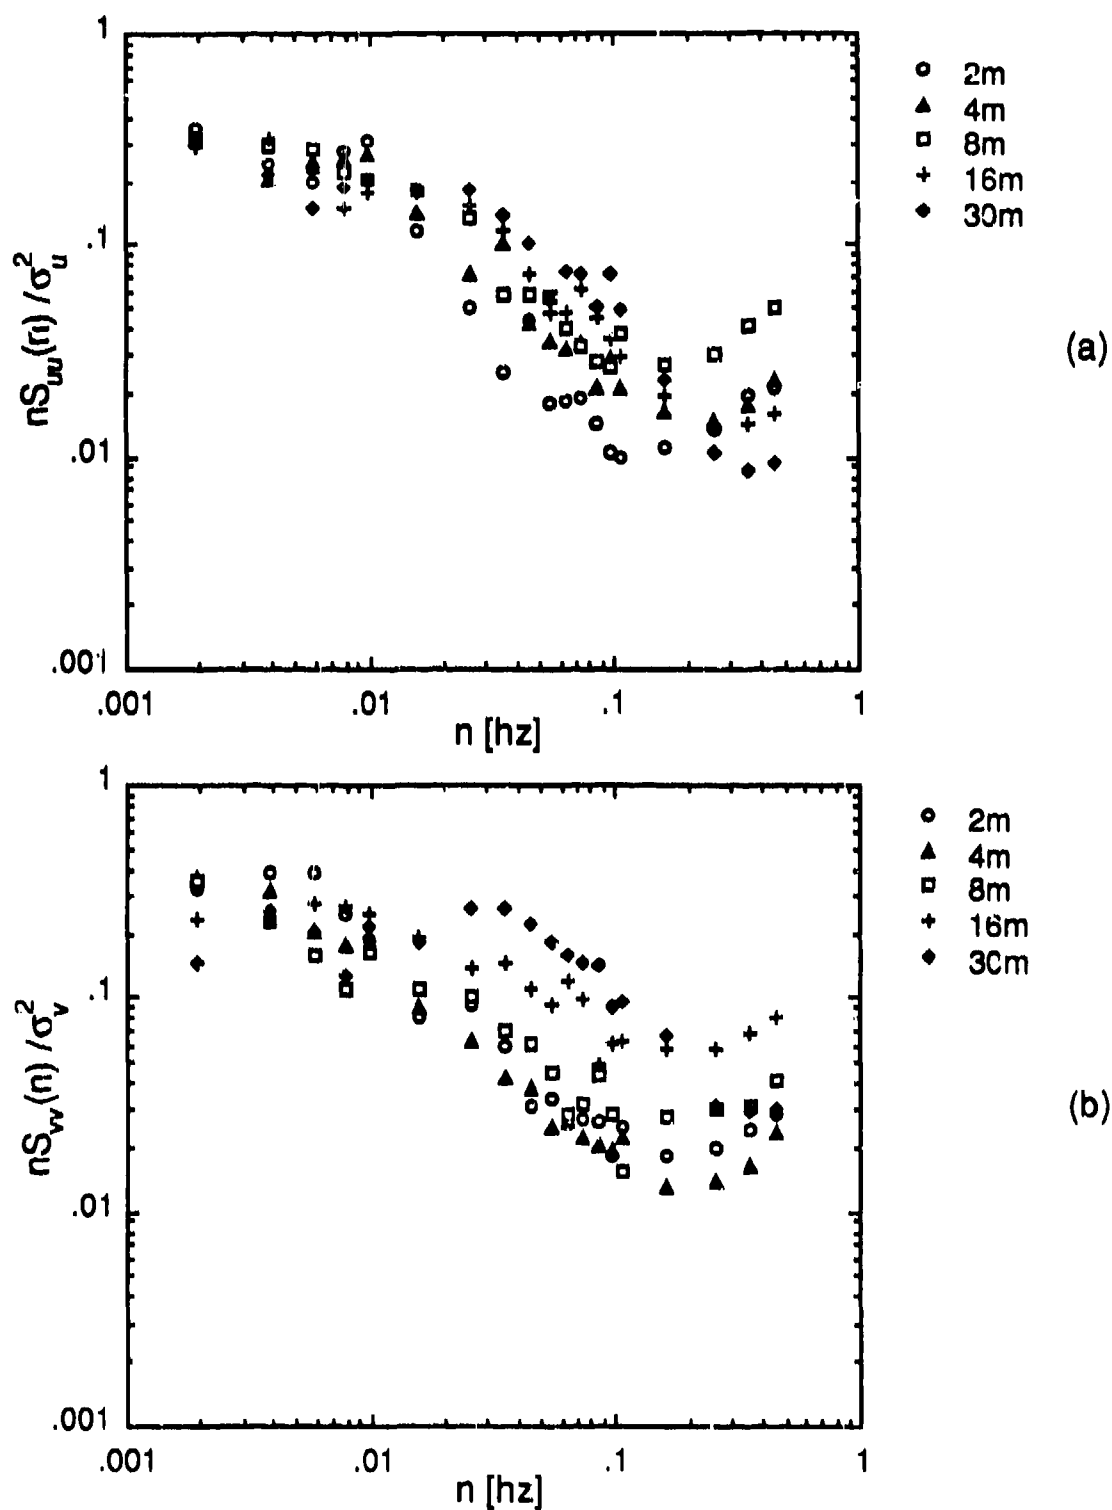 1
.1
.01
.001
nS_uu(n) /σ_u^2
.001
.01
.1
1
n [hz]
2m
4m
8m
16m
30m
(a)
1
.1
.01
.001
nS_vv(n) /σ_v^2
.001
.01
.1
1
n [hz]
2m
4m
8m
16m
30m
(b)